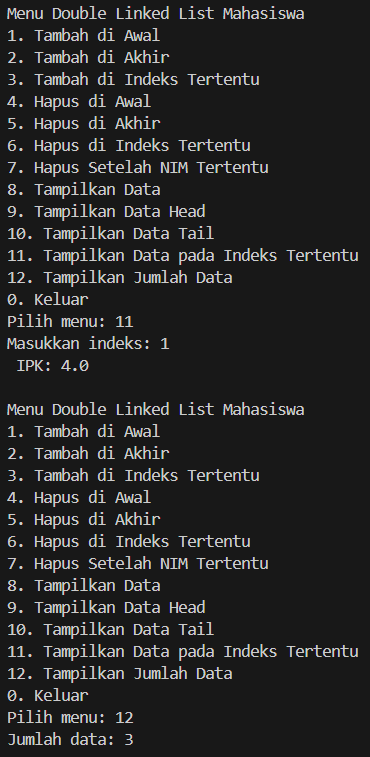 Menu Double Linked List Mahasiswa
1. Tambah di Awal
2. Tambah di Akhir
3. Tambah di Indeks Tertentu
4. Hapus di Awal
5. Hapus di Akhir
6. Hapus di Indeks Tertentu
7. Hapus Setelah NIM Tertentu
8. Tampilkan Data
9. Tampilkan Data Head
10. Tampilkan Data Tail
11. Tampilkan Data pada Indeks Tertentu
12. Tampilkan Jumlah Data
0. Keluar
Pilih menu: 11
Masukkan indeks: 1
 IPK: 4.0

Menu Double Linked List Mahasiswa
1. Tambah di Awal
2. Tambah di Akhir
3. Tambah di Indeks Tertentu
4. Hapus di Awal
5. Hapus di Akhir
6. Hapus di Indeks Tertentu
7. Hapus Setelah NIM Tertentu
8. Tampilkan Data
9. Tampilkan Data Head
10. Tampilkan Data Tail
11. Tampilkan Data pada Indeks Tertentu
12. Tampilkan Jumlah Data
0. Keluar
Pilih menu: 12
Jumlah data: 3